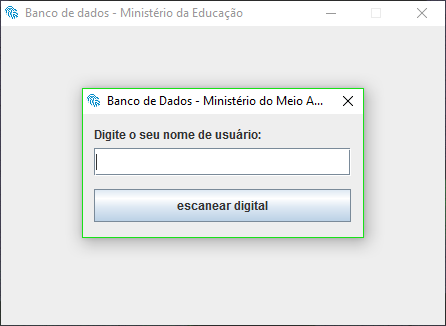 Banco de dados - Ministério da Educação
Banco de Dados - Ministério do Meio A...
Digite o seu nome de usuário:
escanear digital